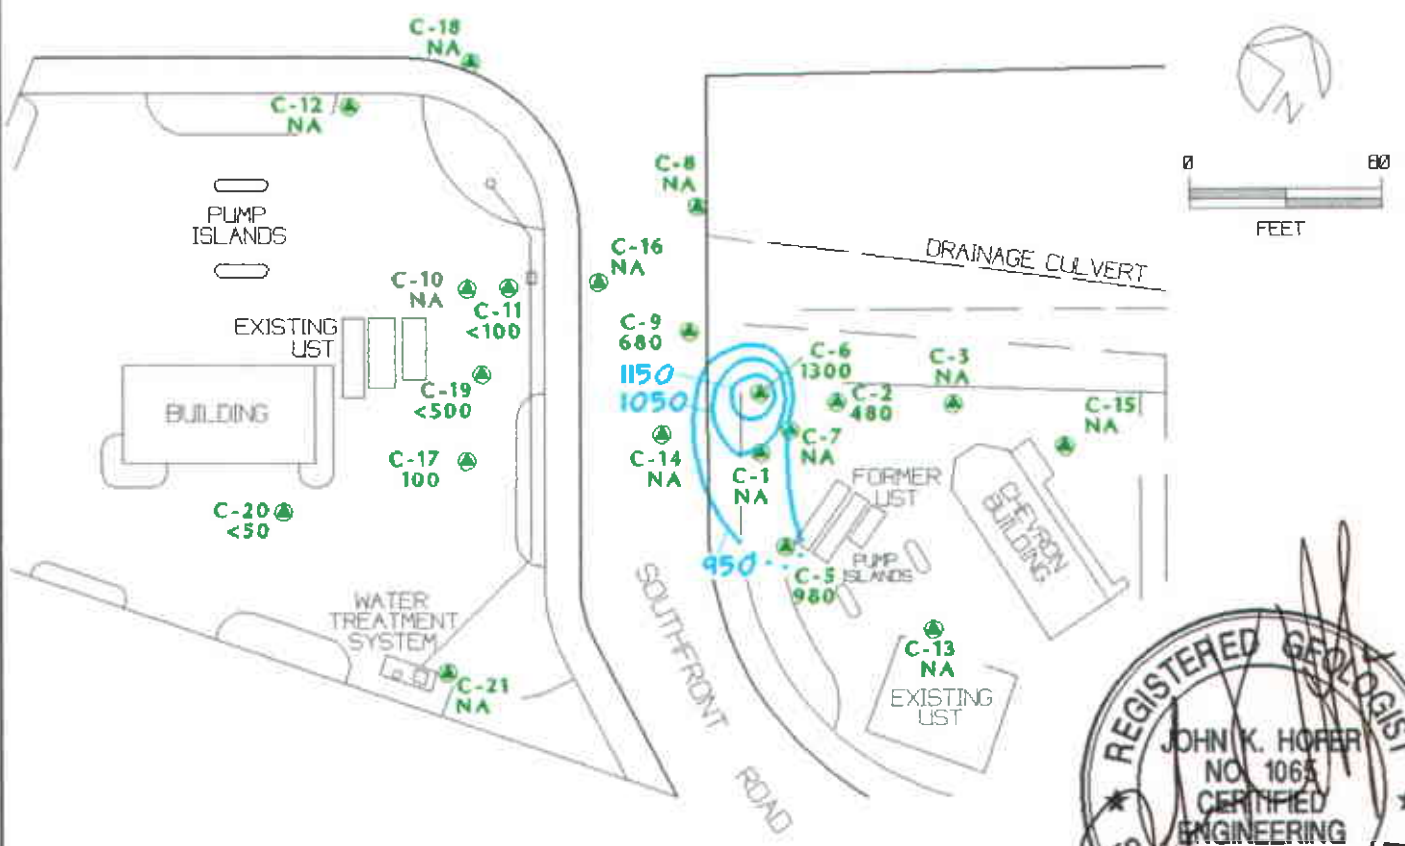 C-18
NA
C-12
NA
PUMP
ISLANDS
C-8
NA
0
80
FEET
DRAINAGE CULVERT
C-16
NA
C-10
NA
C-11
<100
EXISTING
UST
C-9
680
C-6
1300
1150
1050
C-3
NA
C-19
<500
BUILDING
C-2
480
C-15
NA
C-7
NA
C-14
NA
C-1
NA
C-17
100
FORMER
UST
CHEVRON
BUILDING
C-20
<50
950
PUMP
ISLANDS
C-5
980
WATER
TREATMENT
SYSTEM
SOUTHFRONT
ROAD
C-13
NA
EXISTING
UST
C-21
NA
N
REGISTERED GEOLOGIST
JOHN K. HOFER
NO. 1065
CERTIFIED
ENGINEERING